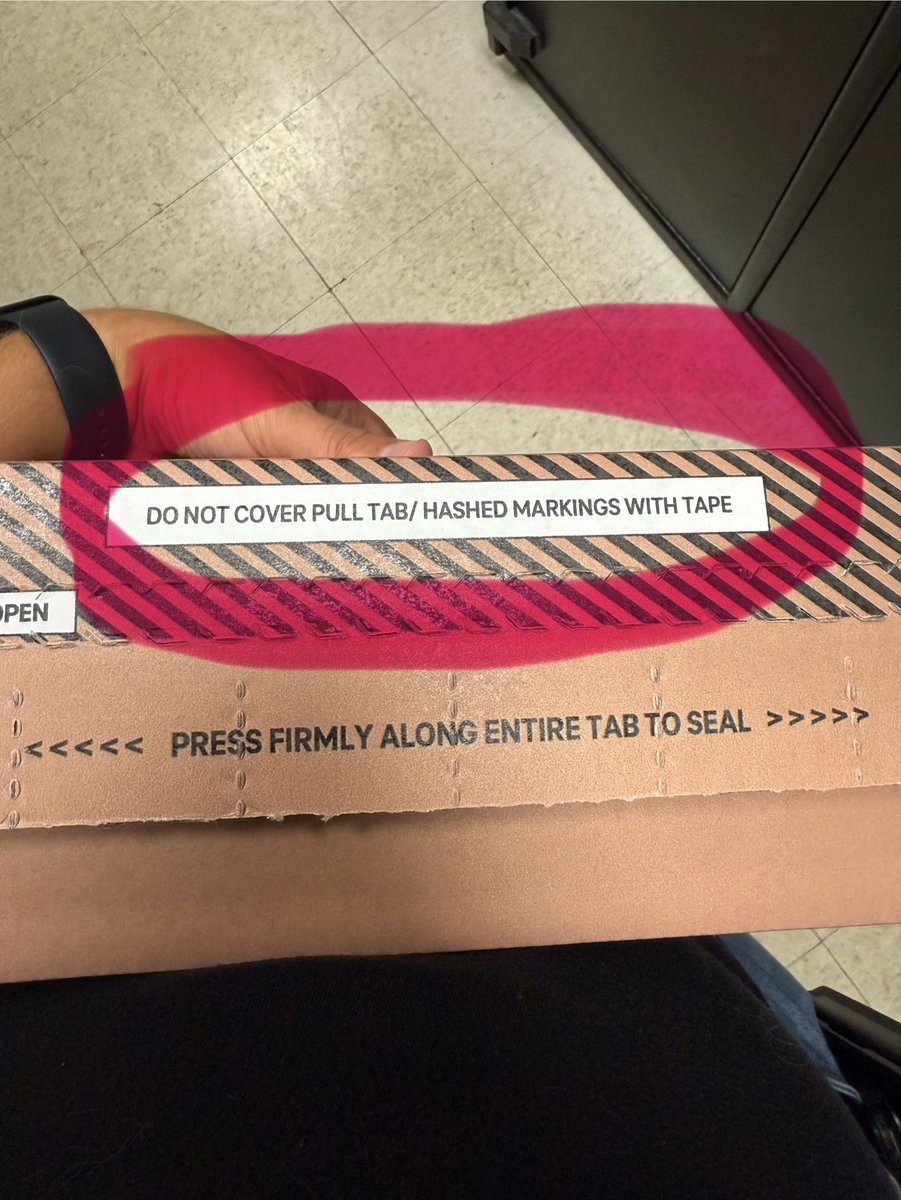 DO NOT COVER PULL TAB/ HASHED MARKINGS WITH TAPE
OPEN
<<<<< PRESS FIRMLY ALONG ENTIRE TAB TO SEAL >>>>>